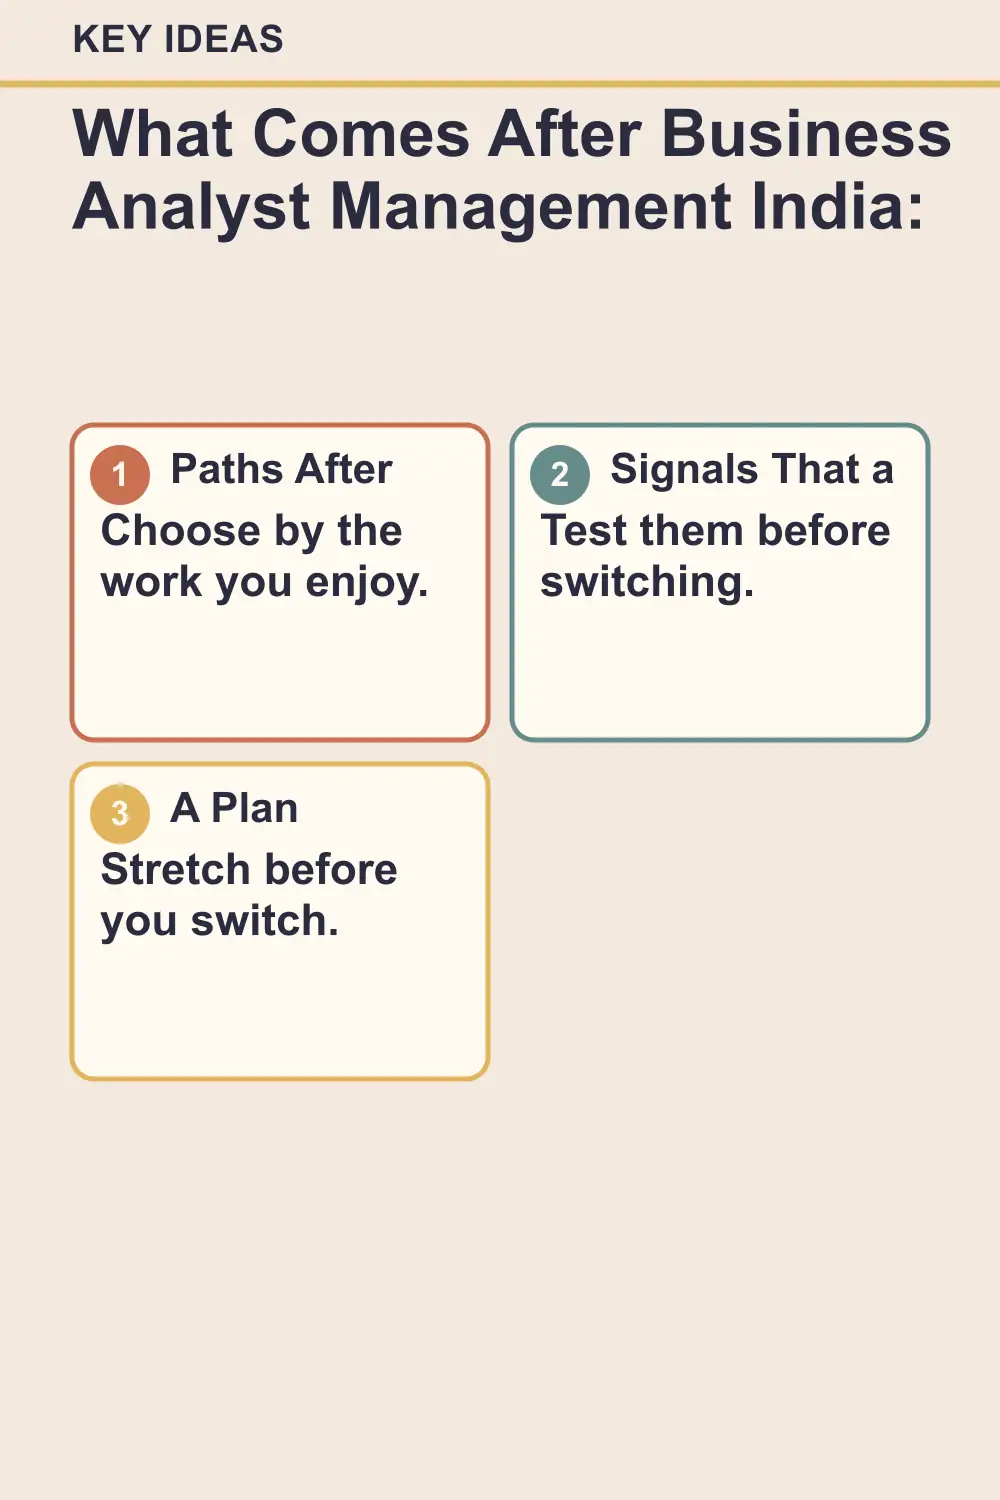 KEY IDEAS
What Comes After Business
Analyst Management India:
1 Paths After
Choose by the
work you enjoy.
2 Signals That a
Test them before
switching.
3 A Plan
Stretch before
you switch.